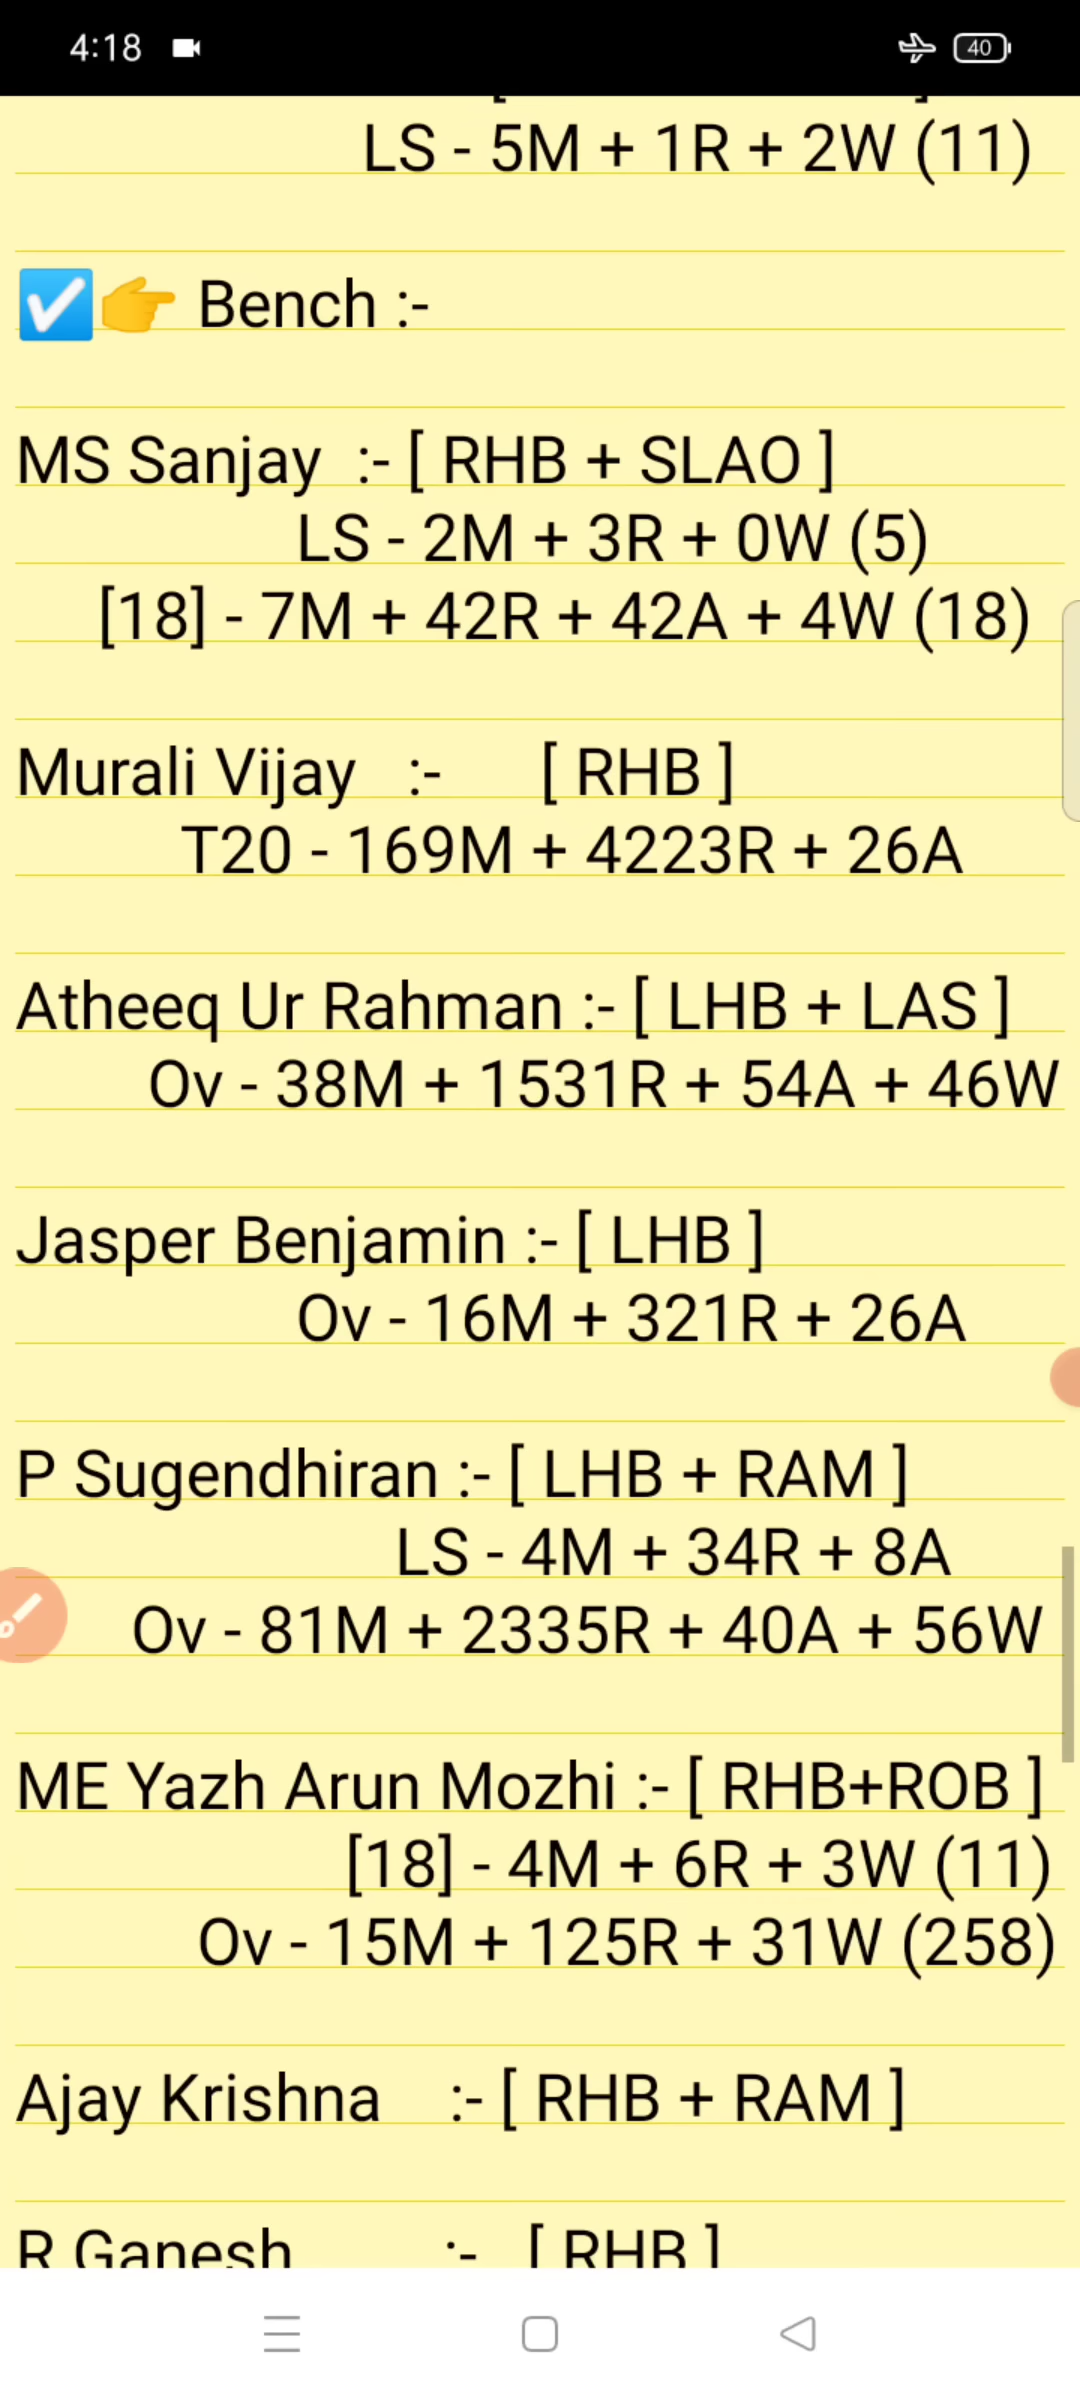 4:18
40
LS - 5M + 1R + 2W (11)
✅👉 Bench :-
MS Sanjay :- [ RHB + SLAO ]
LS - 2M + 3R + 0W (5)
[18] - 7M + 42R + 42A + 4W (18)
Murali Vijay :- [ RHB ]
T20 - 169M + 4223R + 26A
Atheeq Ur Rahman :- [ LHB + LAS ]
Ov - 38M + 1531R + 54A + 46W
Jasper Benjamin :- [ LHB ]
Ov - 16M + 321R + 26A
P Sugendhiran :- [ LHB + RAM ]
LS - 4M + 34R + 8A
Ov - 81M + 2335R + 40A + 56W
ME Yazh Arun Mozhi :- [ RHB+ROB ]
[18] - 4M + 6R + 3W (11)
Ov - 15M + 125R + 31W (258)
Ajay Krishna :- [ RHB + RAM ]
R Ganesh :- [ RHB ]